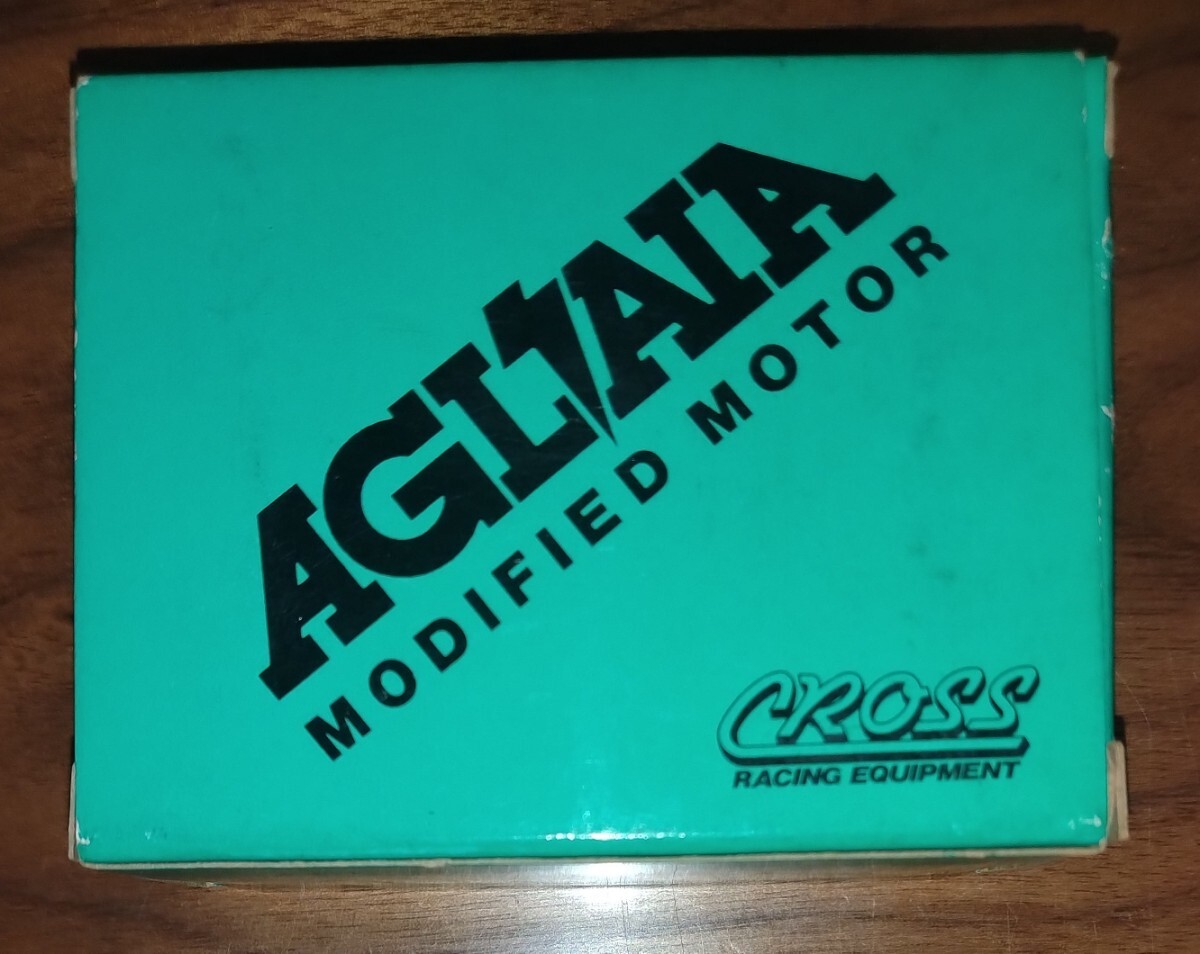 AGLAIA
MODIFIED MOTOR
CROSS
RACING EQUIPMENT